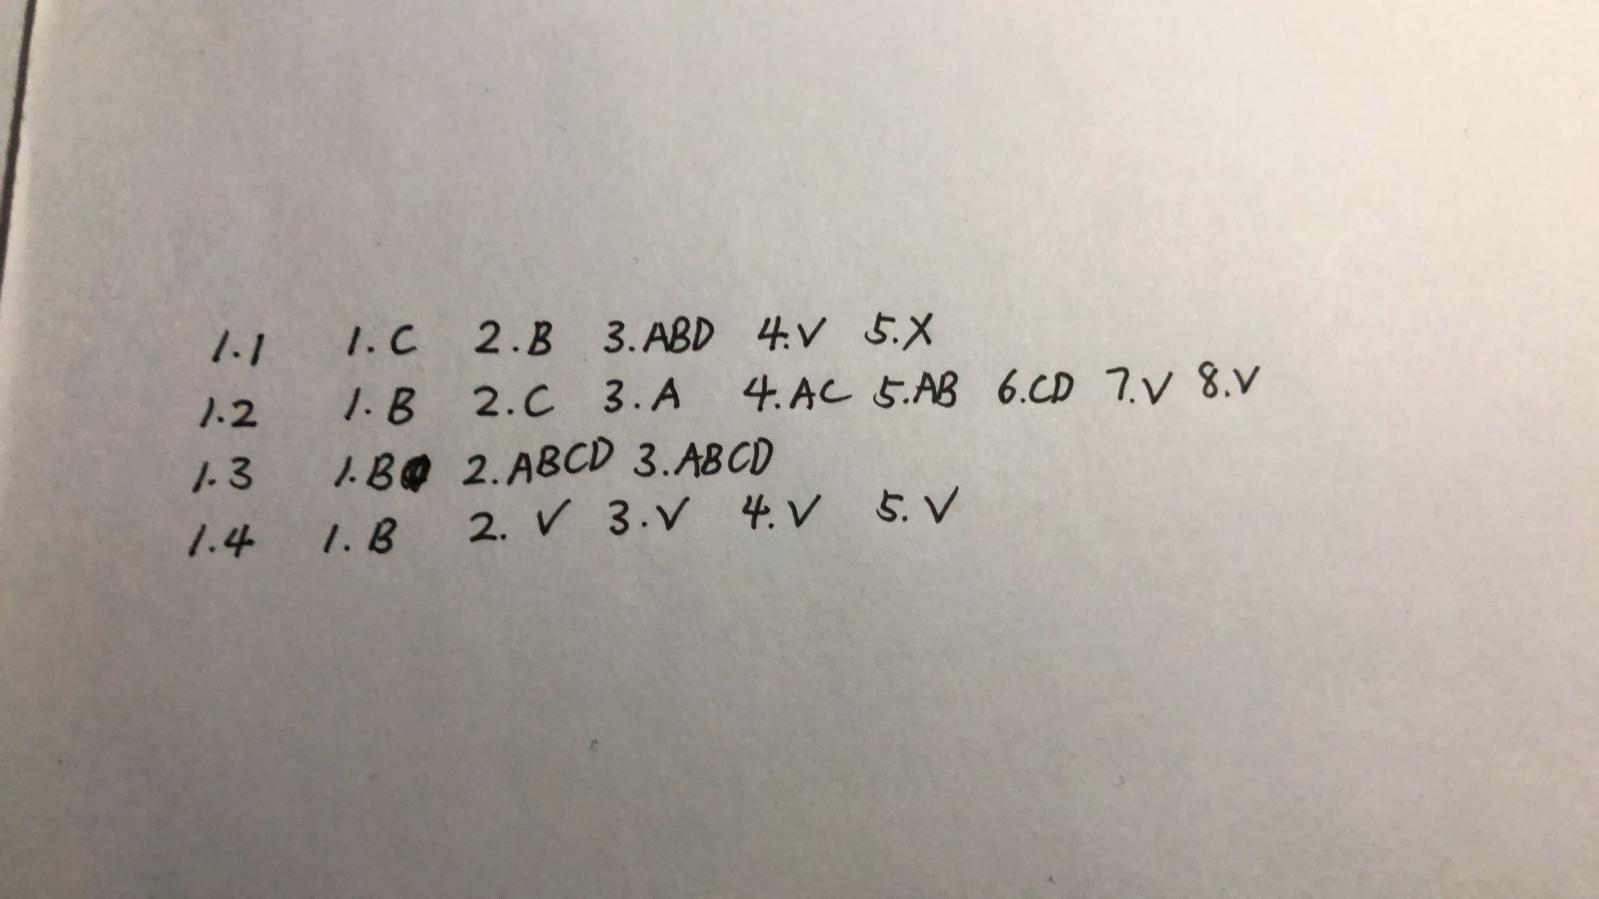 1.1 1. C 2. B 3. ABD 4. √ 5. X
1.2 1. B 2. C 3. A 4. AC 5. AB 6. CD 7. √ 8. √
1.3 1. B 2. ABCD 3. ABCD
1.4 1. B 2. √ 3. √ 4. √ 5. √